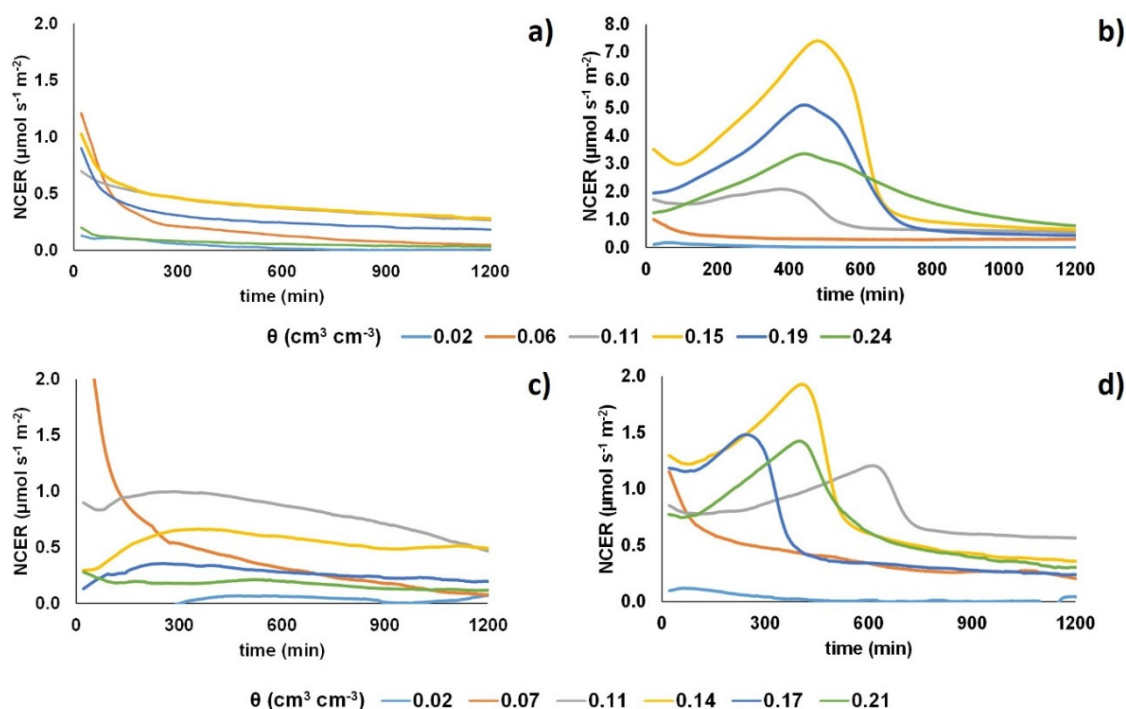 a)
2.0
1.5
1.0
0.5
0.0
NCER (µmol s⁻¹ m⁻²)
0 300 600 900 1200
time (min)
b)
8.0
7.0
6.0
5.0
4.0
3.0
2.0
1.0
0.0
NCER (µmol s⁻¹ m⁻²)
0 200 400 600 800 1000 1200
time (min)
θ (cm³ cm⁻³) 0.02 0.06 0.11 0.15 0.19 0.24
c)
2.0
1.5
1.0
0.5
0.0
NCER (µmol s⁻¹ m⁻²)
0 300 600 900 1200
time (min)
d)
2.0
1.5
1.0
0.5
0.0
NCER (µmol s⁻¹ m⁻²)
0 300 600 900 1200
time (min)
θ (cm³ cm⁻³) 0.02 0.07 0.11 0.14 0.17 0.21